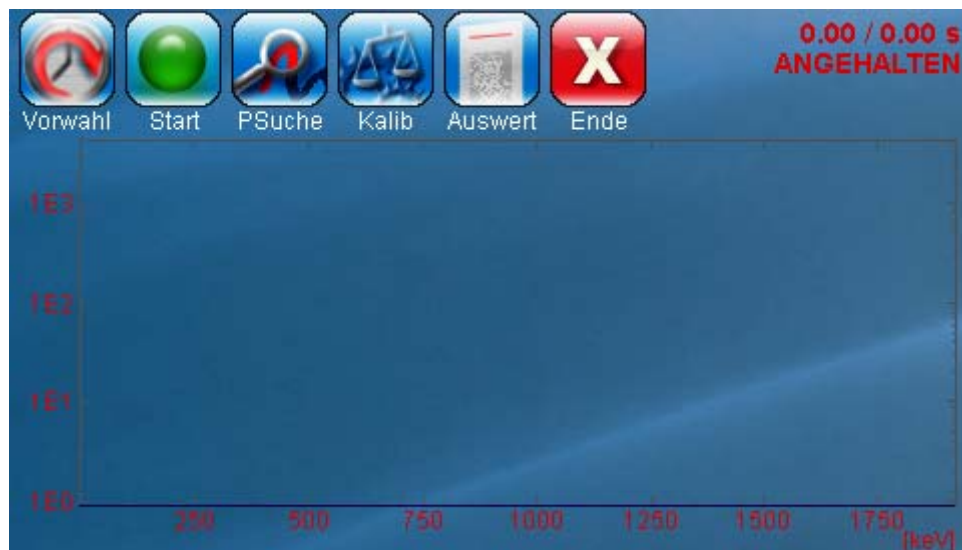 0.00 / 0.00 s
ANGEHALTEN
Vorwahl Start PSuche Kalib Auswert Ende
1E3
1E2
1E1
1E0
250 500 750 1000 1250 1500 1750
[keV]